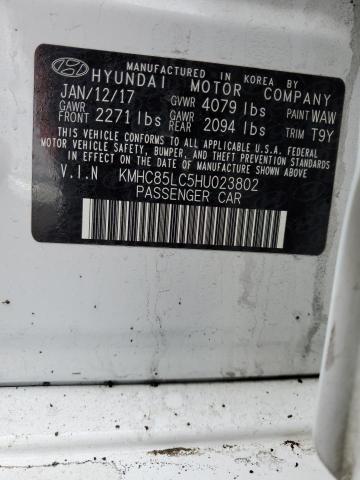 MANUFACTURED IN KOREA BY
HYUNDAI MOTOR COMPANY
JAN/12/17 GVWR 4079 lbs PAINT WAW
GAWR FRONT 2271 lbs GAWR REAR 2094 lbs TRIM T9Y
THIS VEHICLE CONFORMS TO ALL APPLICABLE U.S.A. FEDERAL
MOTOR VEHICLE SAFETY, BUMPER, AND THEFT PREVENTION
STANDARDS IN EFFECT ON THE DATE OF MANUFACTURE SHOWN ABOVE.
V.I.N KMHC85LC5HU023802
PASSENGER CAR